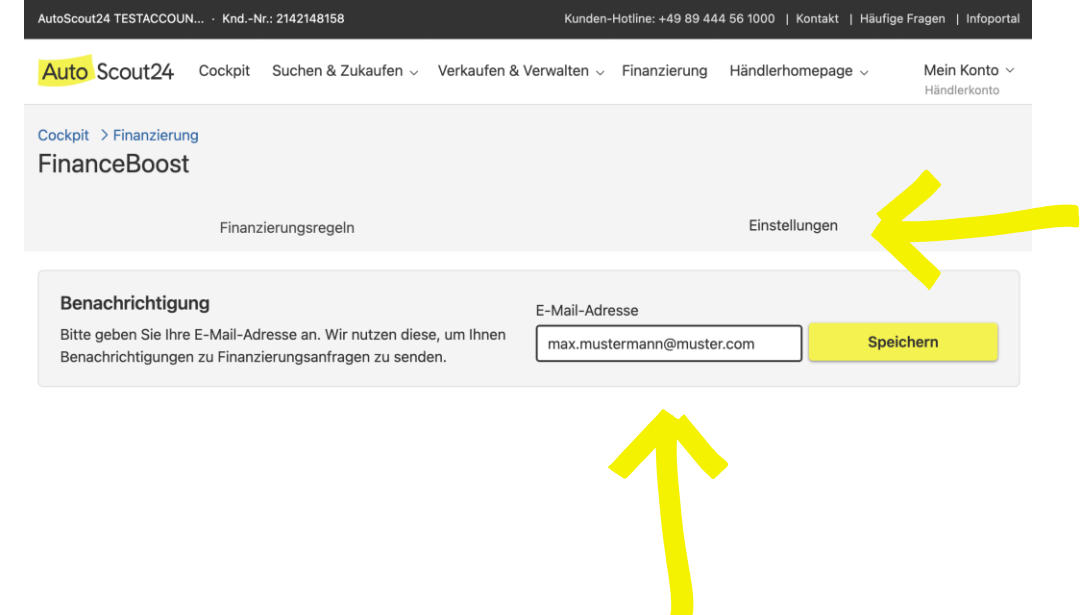 AutoScout24 TESTACCOUN... · Knd.-Nr.: 2142148158 Kunden-Hotline: +49 89 444 56 1000 | Kontakt | Häufige Fragen | Infoportal
Auto Scout24 Cockpit Suchen & Zukaufen Verkaufen & Verwalten Finanzierung Händlerhomepage Mein Konto
Händlerkonto
Cockpit > Finanzierung
FinanceBoost
Finanzierungsregeln Einstellungen
Benachrichtigung
E-Mail-Adresse
Bitte geben Sie Ihre E-Mail-Adresse an. Wir nutzen diese, um Ihnen
Benachrichtigungen zu Finanzierungsanfragen zu senden.
max.mustermann@muster.com Speichern